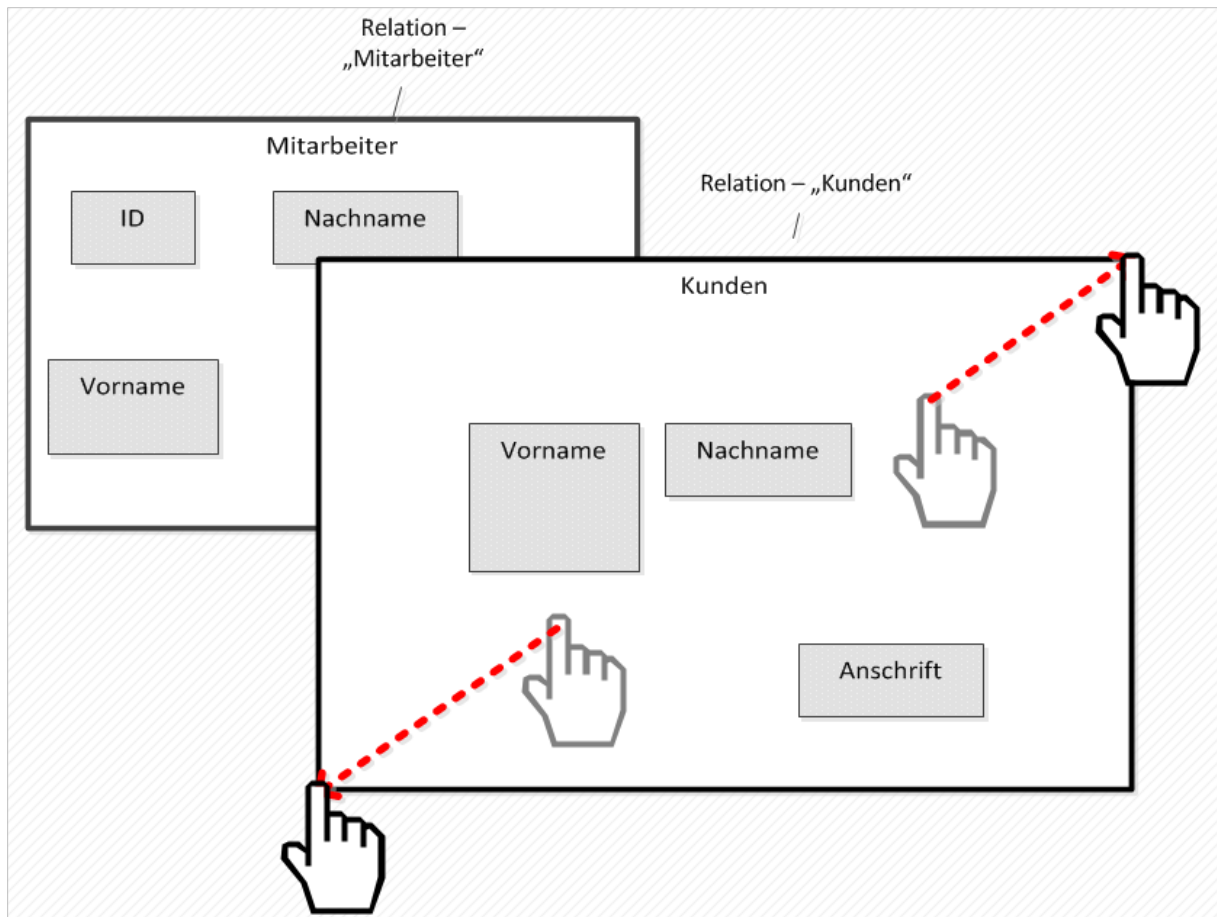 Relation –
„Mitarbeiter“
Mitarbeiter
ID
Nachname
Vorname
Relation – „Kunden“
Kunden
Vorname
Nachname
Anschrift